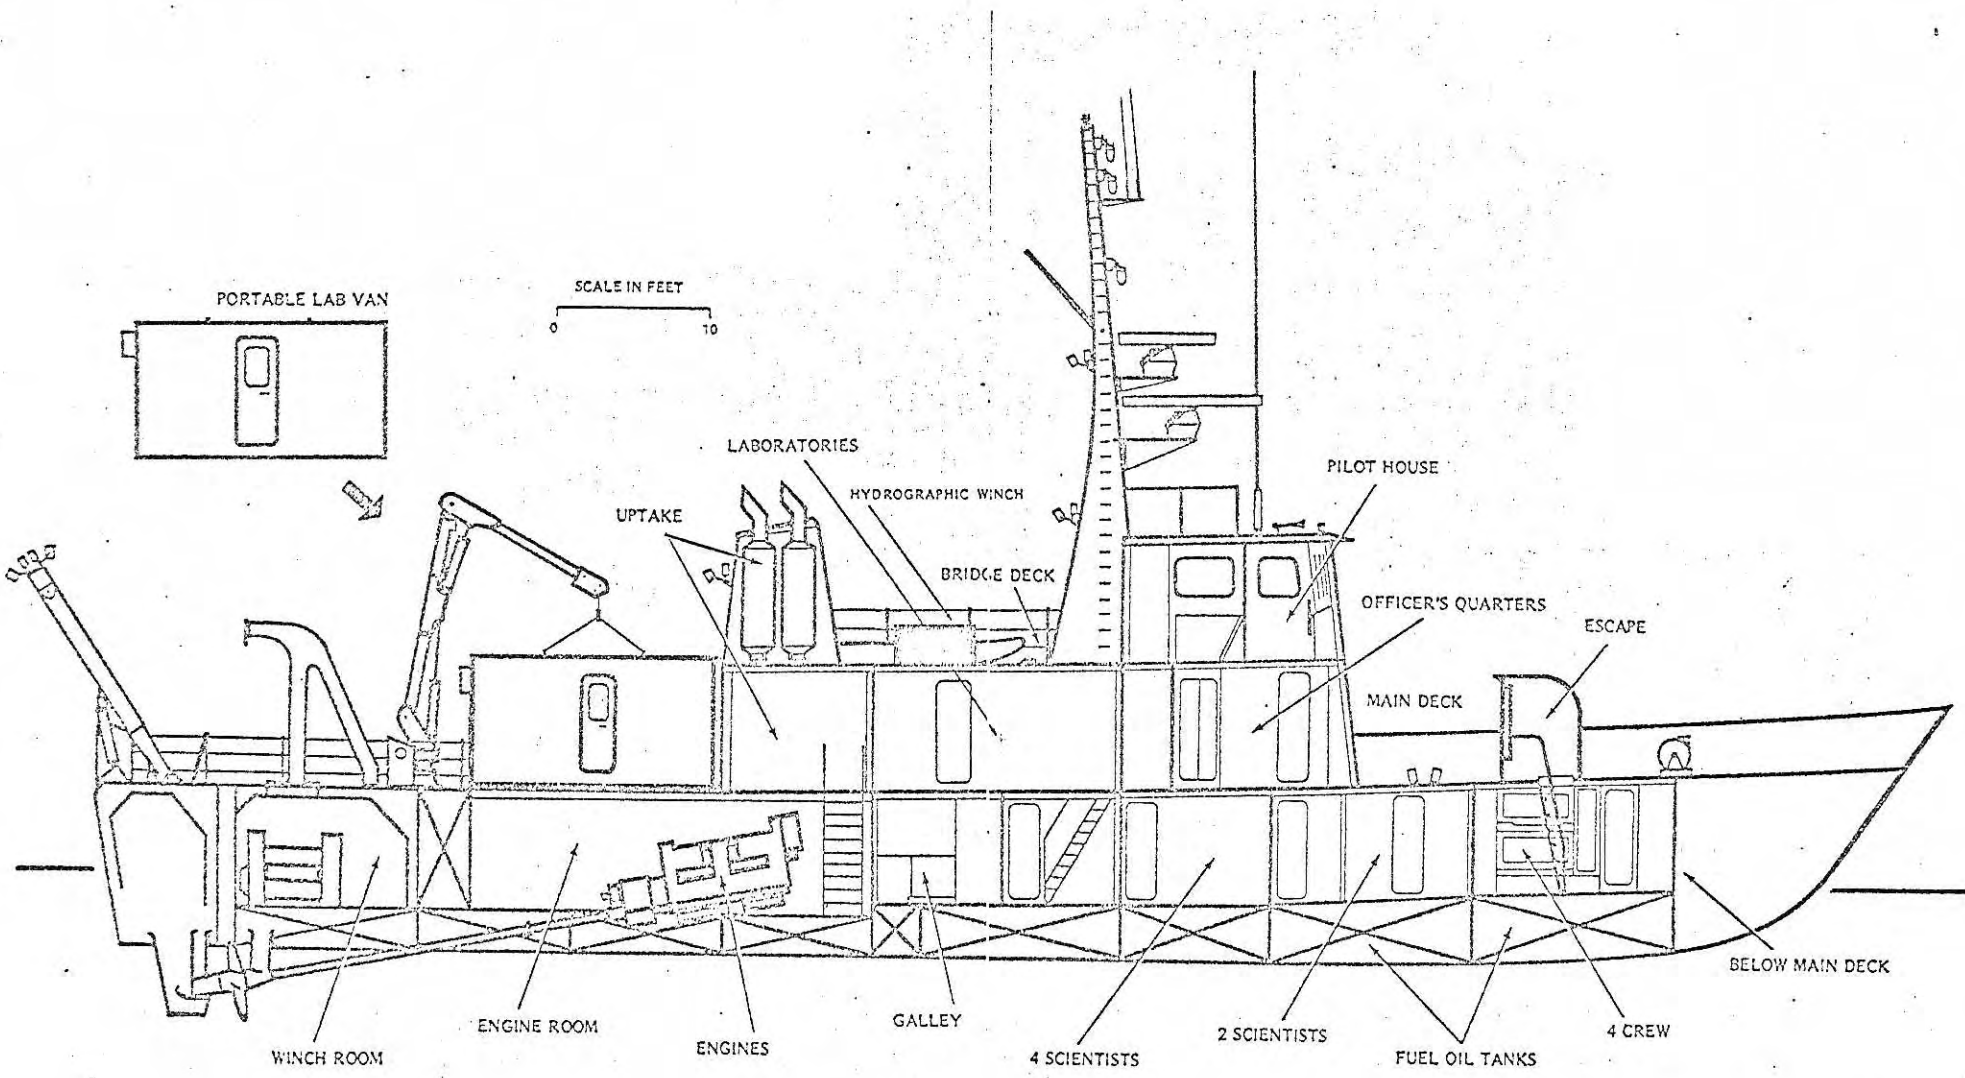 PORTABLE LAB VAN
SCALE IN FEET
0 10
LABORATORIES
PILOT HOUSE
HYDROGRAPHIC WINCH
UPTAKE
BRIDGE DECK
OFFICER'S QUARTERS
ESCAPE
MAIN DECK
BELOW MAIN DECK
GALLEY
ENGINE ROOM
4 CREW
2 SCIENTISTS
ENGINES
WINCH ROOM
4 SCIENTISTS
FUEL OIL TANKS